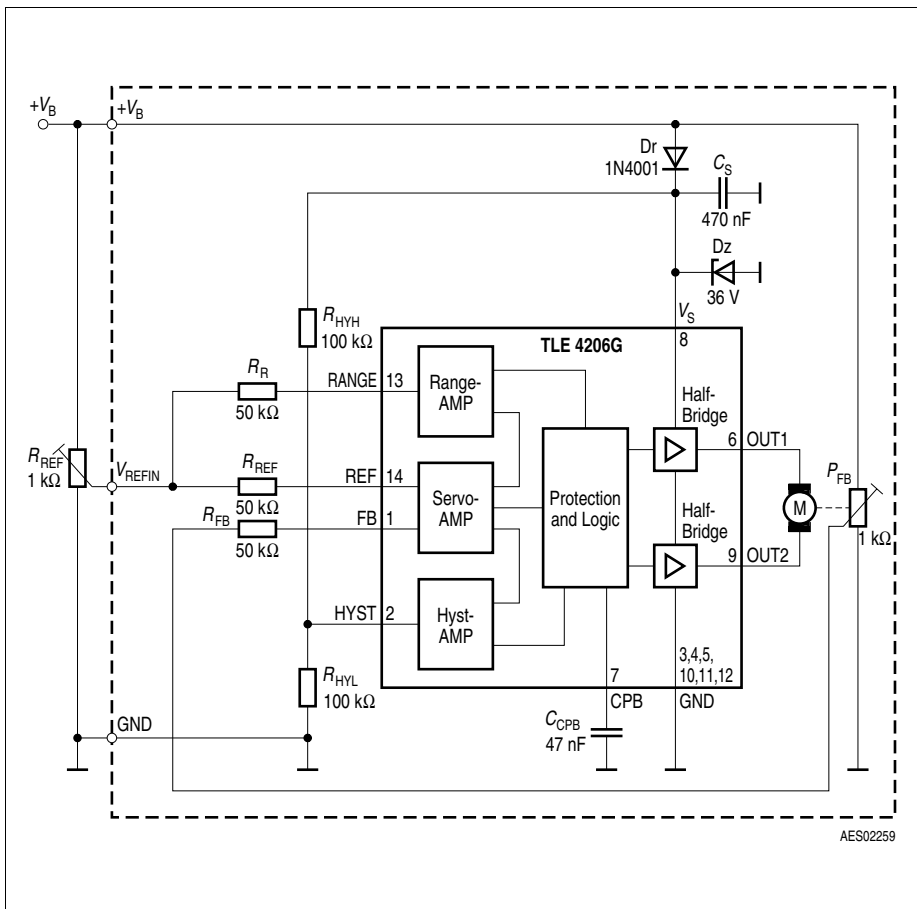 +VB
+VB
Dr
1N4001
CS
470 nF
Dz
36 V
VS
8
RHYH
100 kΩ
TLE 4206G
RR
50 kΩ
RANGE 13
Range-
AMP
Half-
Bridge
6 OUT1
RREF
1 kΩ
VREFIN
RREF
50 kΩ
REF 14
RFB
50 kΩ
FB 1
Servo-
AMP
Protection
and Logic
M
PFB
1 kΩ
Half-
Bridge
9 OUT2
HYST 2
Hyst-
AMP
RHYL
100 kΩ
3,4,5,
10,11,12
7
CPB
GND
GND
CCPB
47 nF
AES02259